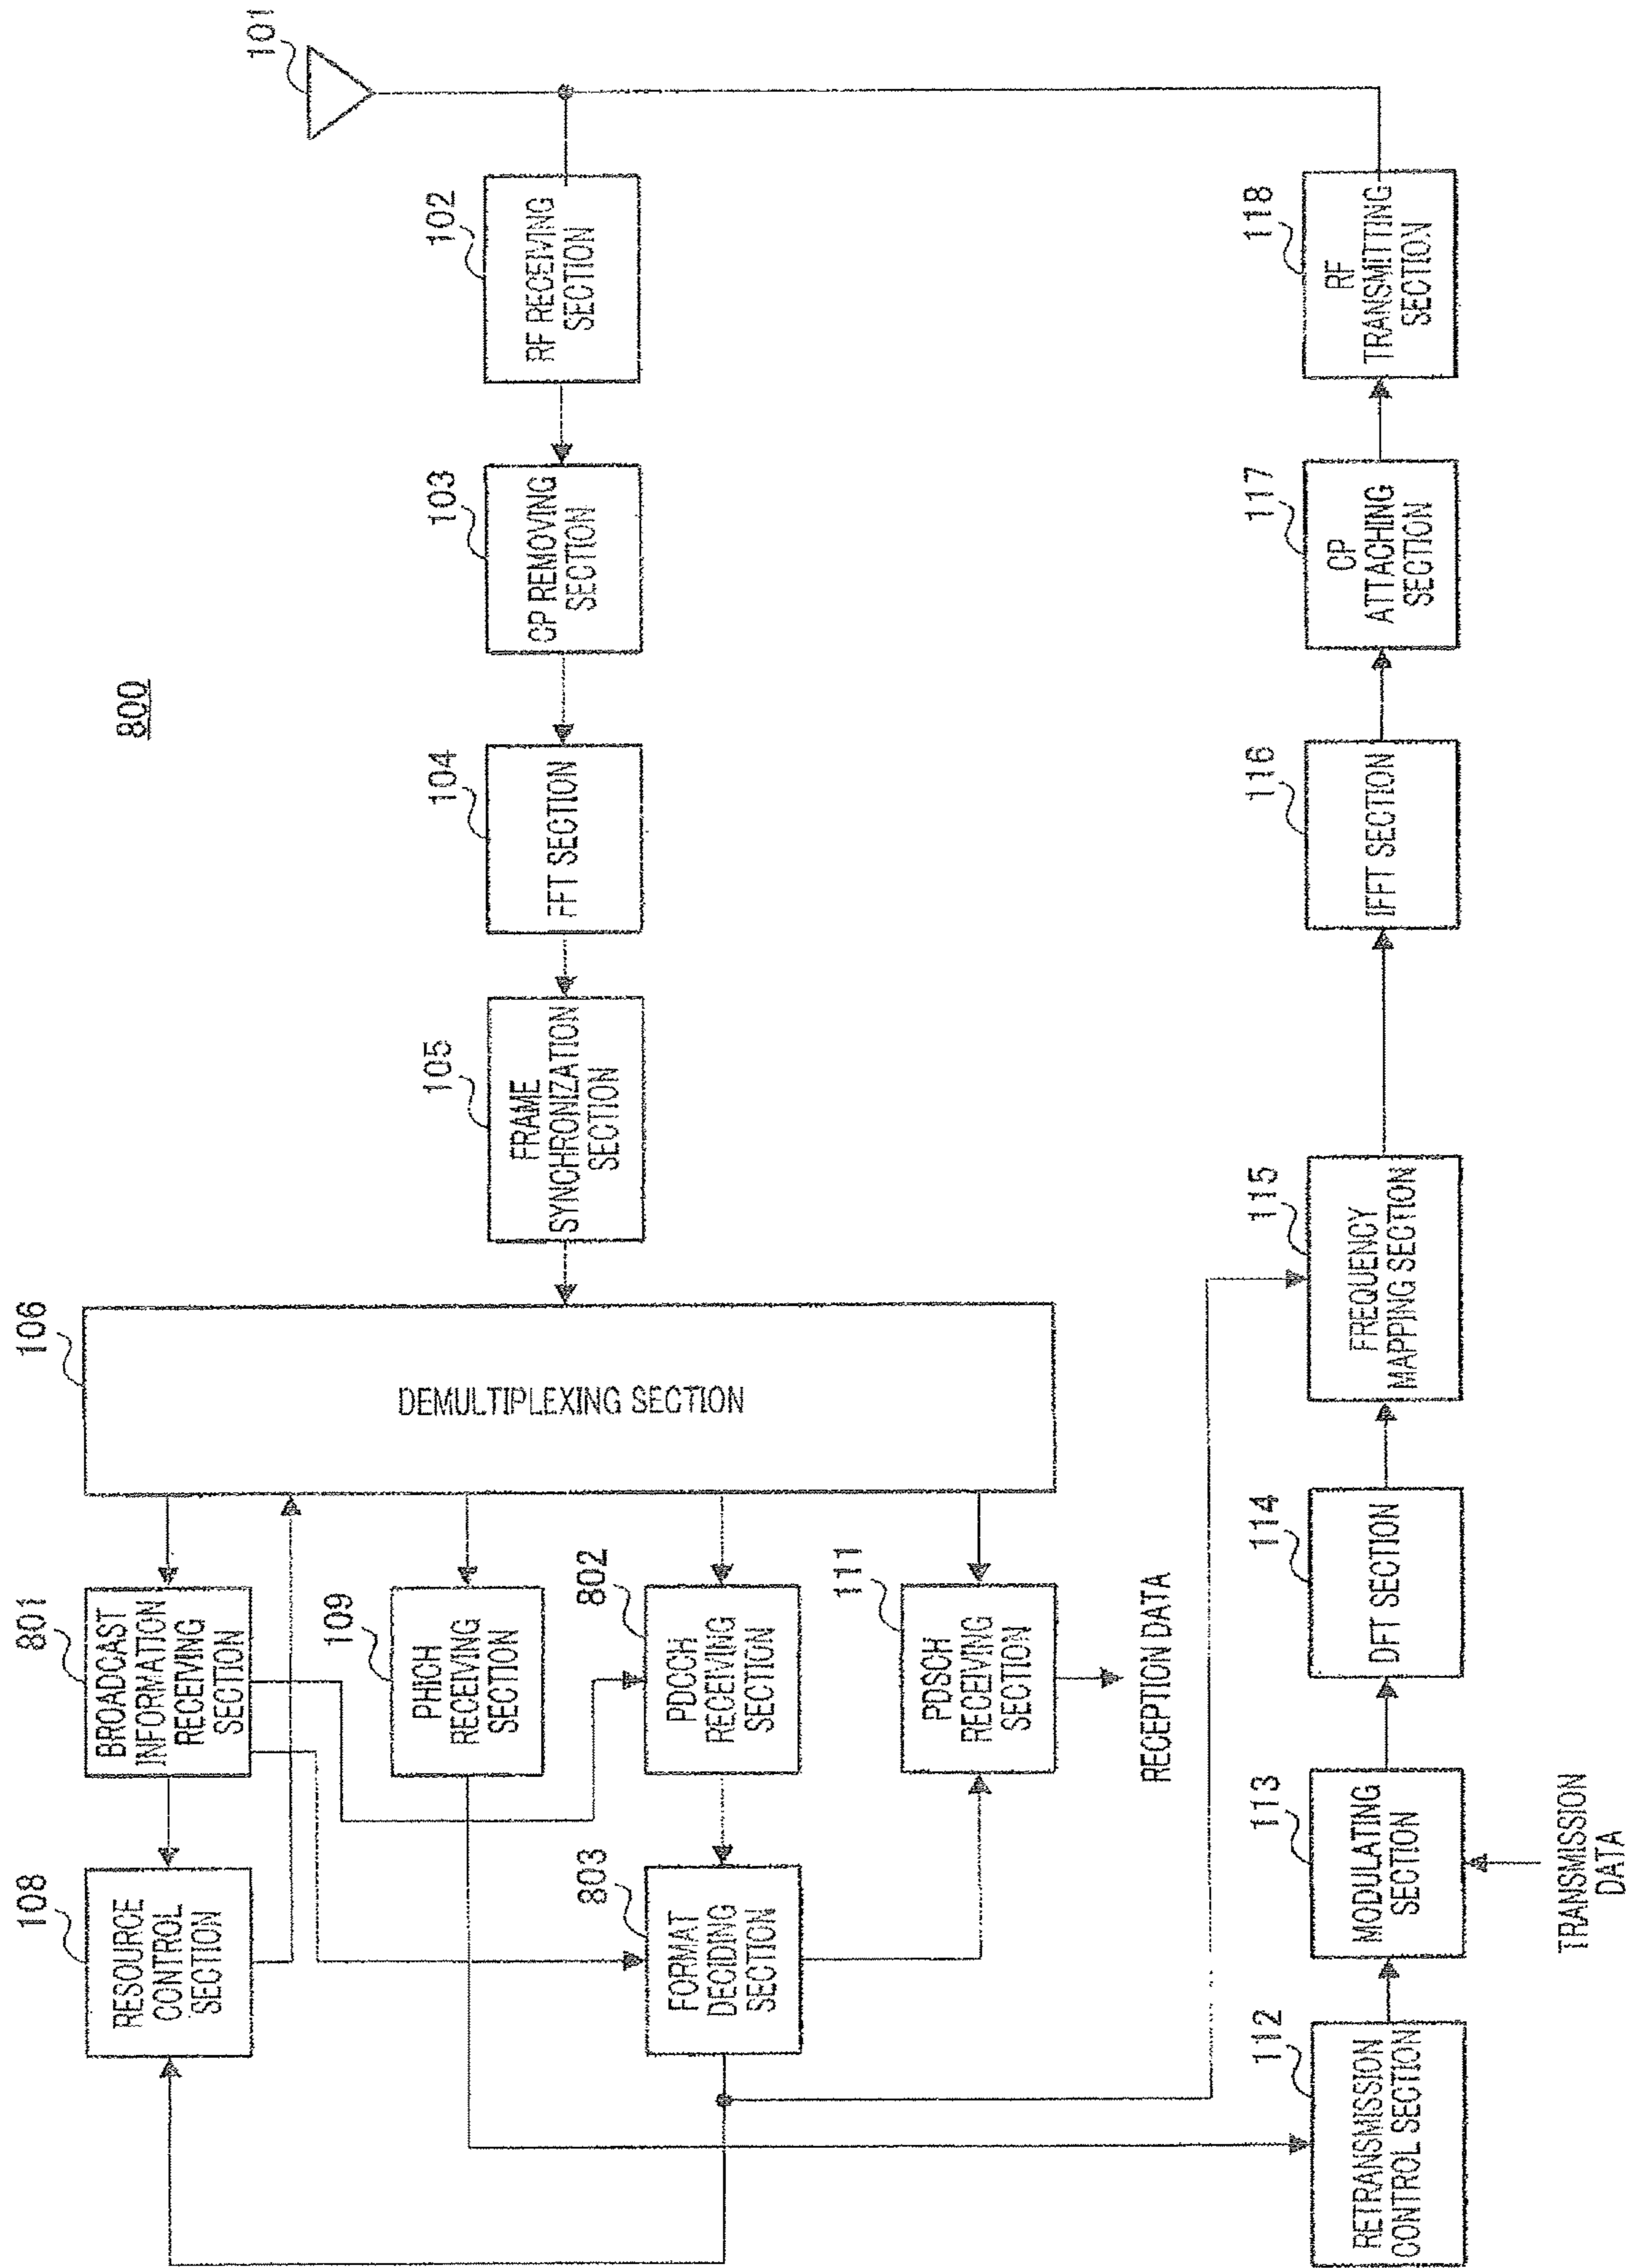 800
101
102
RF RECEIVING
SECTION
103
CP REMOVING
SECTION
104
FFT SECTION
105
FRAME
SYNCHRONIZATION
SECTION
106
DEMULTIPLEXING SECTION
801
BROADCAST
INFORMATION
RECEIVING
SECTION
108
RESOURCE
CONTROL
SECTION
109
PHICH
RECEIVING
SECTION
802
PDCCH
RECEIVING
SECTION
803
FORMAT
DECIDING
SECTION
111
PDSCH
RECEIVING
SECTION
RECEPTION DATA
112
RETRANSMISSION
CONTROL SECTION
113
MODULATING
SECTION
TRANSMISSION
DATA
114
DFT SECTION
115
FREQUENCY
MAPPING SECTION
116
IFFT SECTION
117
CP
ATTACHING
SECTION
118
RF
TRANSMITTING
SECTION